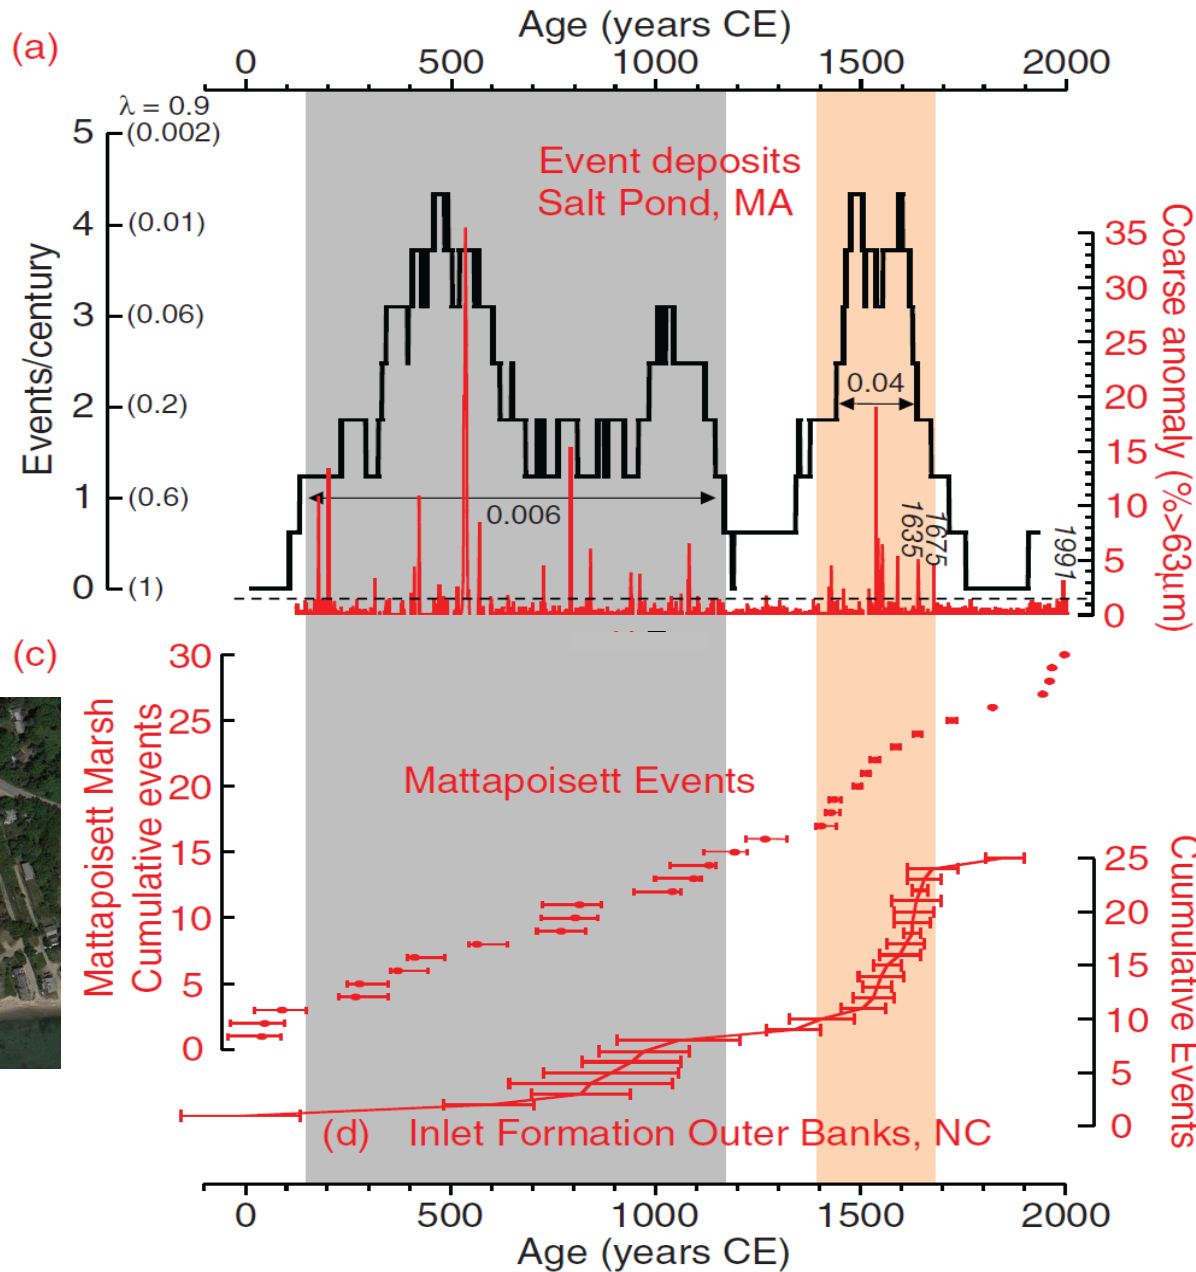 (a)
Age (years CE)
0 500 1000 1500 2000
λ = 0.9
5 (0.002)
4 (0.01)
3 (0.06)
2 (0.2)
1 (0.6)
0 (1)
Events/century
Event deposits
Salt Pond, MA
0.006
0.04
1635
1675
1991
35
30
25
20
15
10
5
0
Coarse anomaly (%>63µm)
(c)
30
25
20
15
10
5
0
Mattapoisett Marsh
Cumulative events
Mattapoisett Events
25
20
15
10
5
0
Cuumulative Events
(d) Inlet Formation Outer Banks, NC
0 500 1000 1500 2000
Age (years CE)